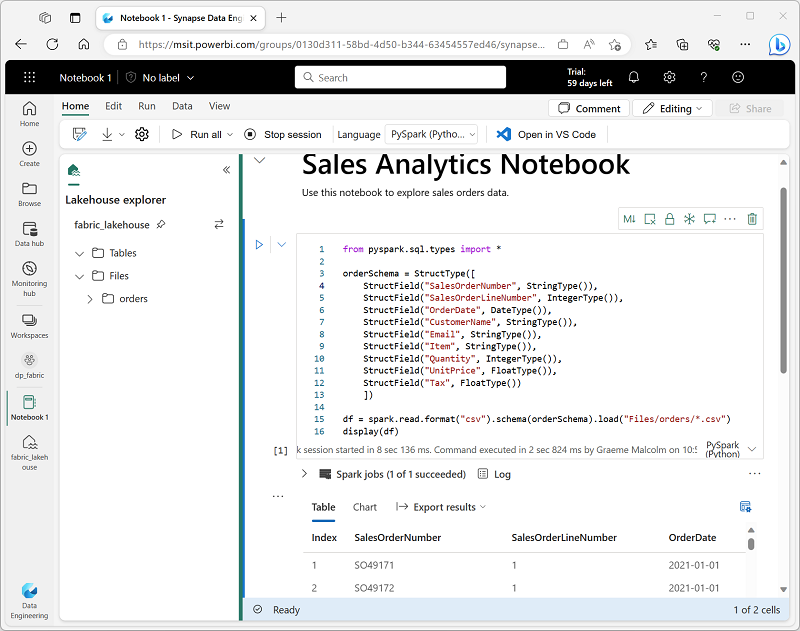 Notebook 1 - Synapse Data Eng
https://msit.powerbi.com/groups/0130d311-58bd-4d50-b344-63454557ed46/synapse...
Notebook 1
No label
Search
Trial:
59 days left
Home
Edit
Run
Data
View
Comment
Editing
Share
Run all
Stop session
Language
PySpark (Pytho...
Open in VS Code
Home
Create
Browse
Data hub
Monitoring
hub
Workspaces
dp_fabric
Notebook 1
fabric_lakeh
ouse
Data
Engineering
Lakehouse explorer
fabric_lakehouse
Tables
Files
orders
Sales Analytics Notebook
Use this notebook to explore sales orders data.
M↓
1 from pyspark.sql.types import *
2
3 orderSchema = StructType([
4 StructField("SalesOrderNumber", StringType()),
5 StructField("SalesOrderLineNumber", IntegerType()),
6 StructField("OrderDate", DateType()),
7 StructField("CustomerName", StringType()),
8 StructField("Email", StringType()),
9 StructField("Item", StringType()),
10 StructField("Quantity", IntegerType()),
11 StructField("UnitPrice", FloatType()),
12 StructField("Tax", FloatType())
13 ])
14
15 df = spark.read.format("csv").schema(orderSchema).load("Files/orders/*.csv")
16 display(df)
[1]
k session started in 8 sec 136 ms. Command executed in 2 sec 824 ms by Graeme Malcolm on 10:5
PySpark
(Python)
Spark jobs (1 of 1 succeeded)
Log
Table
Chart
Export results
Index SalesOrderNumber SalesOrderLineNumber OrderDate
1 SO49171 1 2021-01-01
2 SO49172 1 2021-01-01
Ready
1 of 2 cells